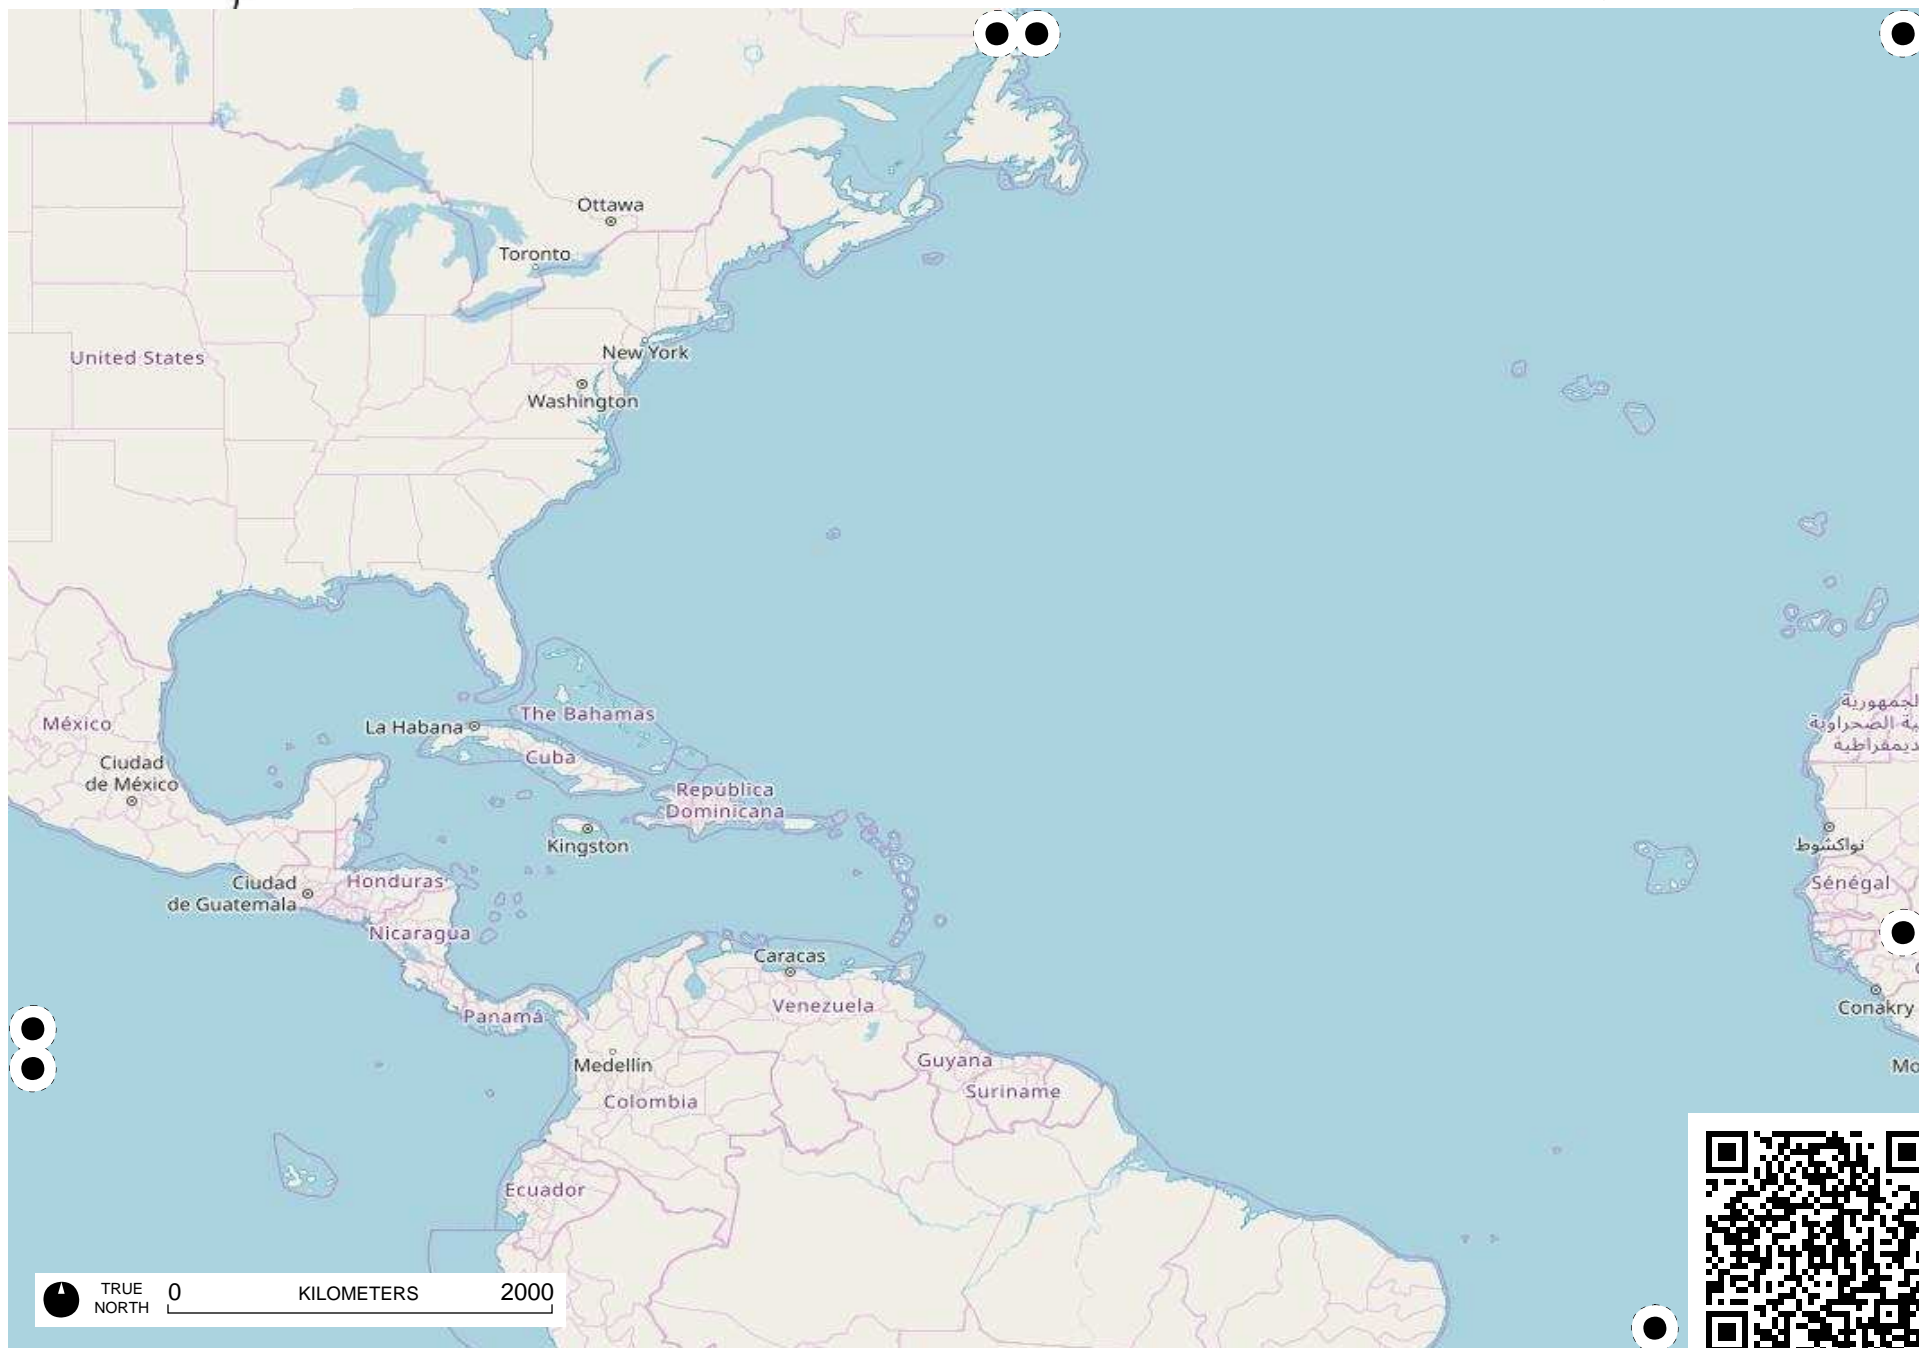 Ottawa
Toronto
New York
United States
Washington
The Bahamas
La Habana
México
Cuba
Ciudad
de México
República
Dominicana
Kingston
نواكشوط
Ciudad
de Guatemala
Honduras
Sénégal
Nicaragua
Caracas
Venezuela
Conakry
Panamá
Medellín
Guyana
Mo
Suriname
Colombia
Ecuador
TRUE
NORTH
0 KILOMETERS 2000